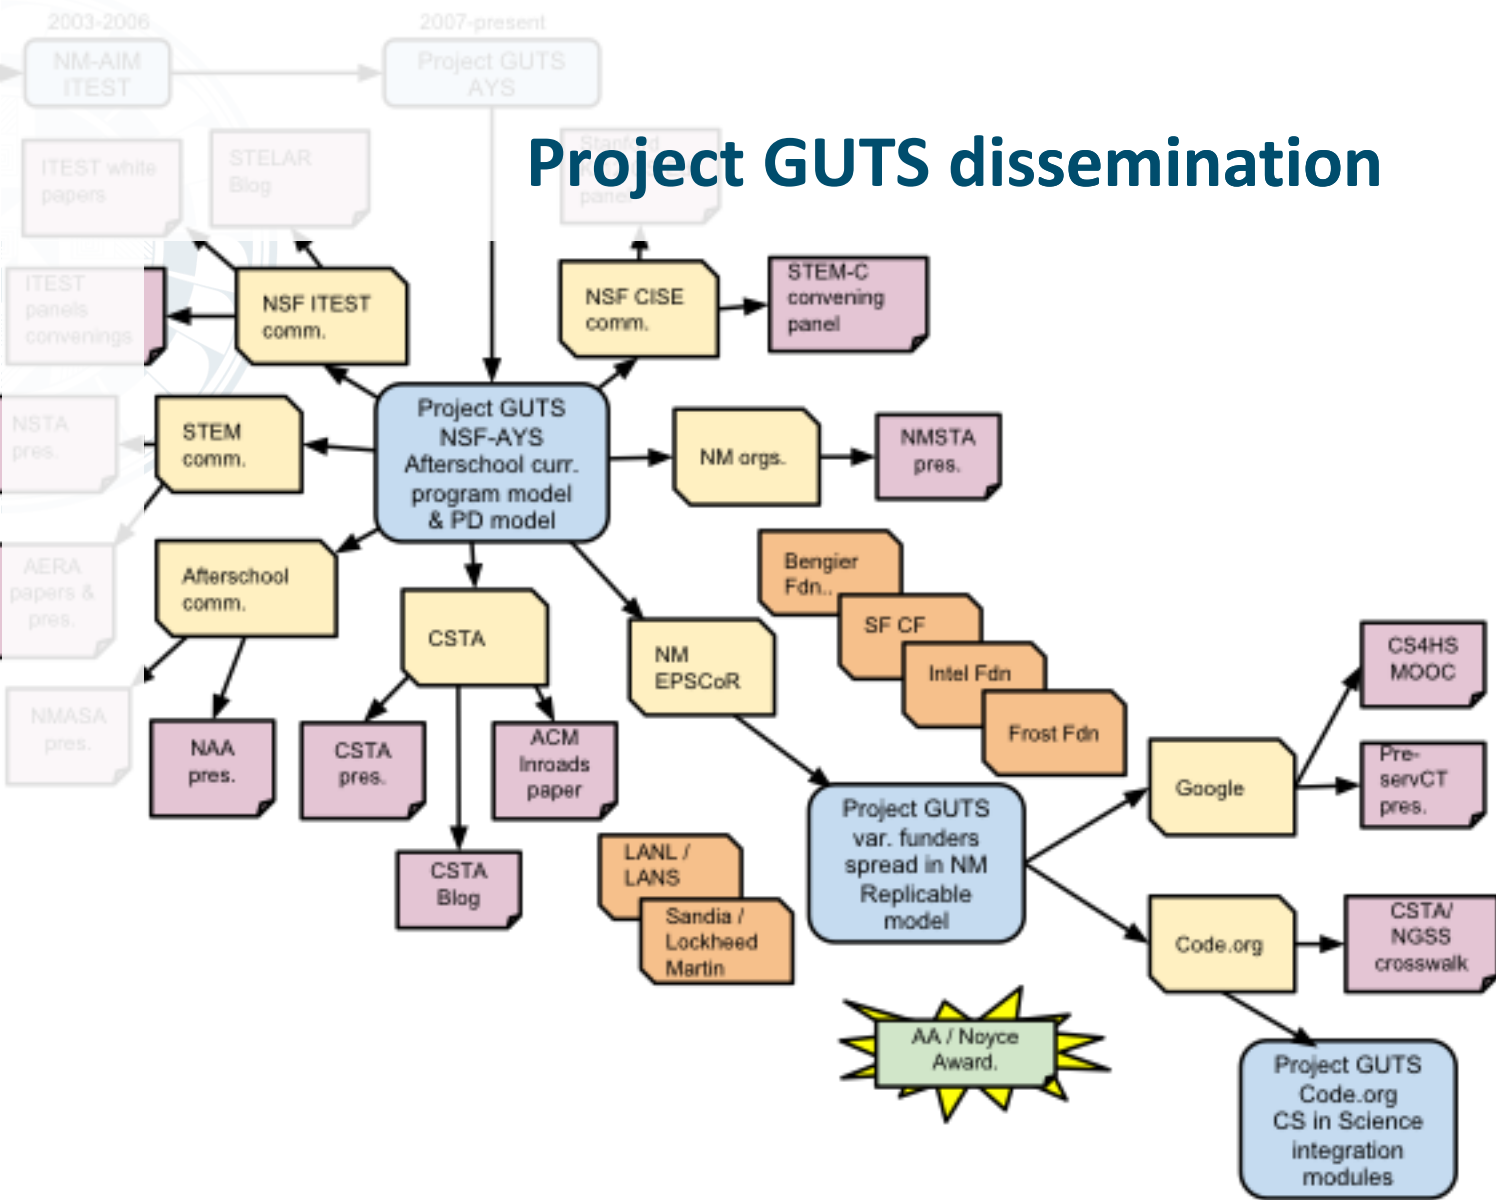 2003-2006
2007-present
NM-AIM
ITEST
Project GUTS
AYS
Project GUTS dissemination
ITEST white
papers
STELAR
Blog
Stanford
panel
ITEST
panels
convenings
NSF ITEST
comm.
NSF CISE
comm.
STEM-C
convening
panel
NSTA
pres.
STEM
comm.
Project GUTS
NSF-AYS
Afterschool curr.
program model
& PD model
NM orgs.
NMSTA
pres.
AERA
papers &
pres.
Afterschool
comm.
CSTA
NM
EPSCoR
Bengier
Fdn..
SF CF
Intel Fdn
Frost Fdn
CS4HS
MOOC
NMASA
pres.
NAA
pres.
CSTA
pres.
ACM
Inroads
paper
CSTA
Blog
Google
Pre-
servCT
pres.
Project GUTS
var. funders
spread in NM
Replicable
model
LANL /
LANS
Sandia /
Lockheed
Martin
Code.org
CSTA/
NGSS
crosswalk
AA / Noyce
Award.
Project GUTS
Code.org
CS in Science
integration
modules